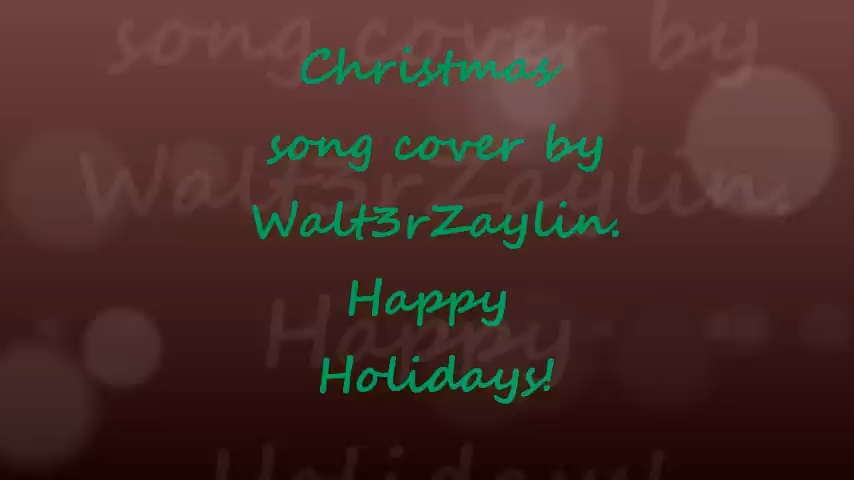 Christmas
song cover by
Walt3rZaylin.
Happy
Holidays!